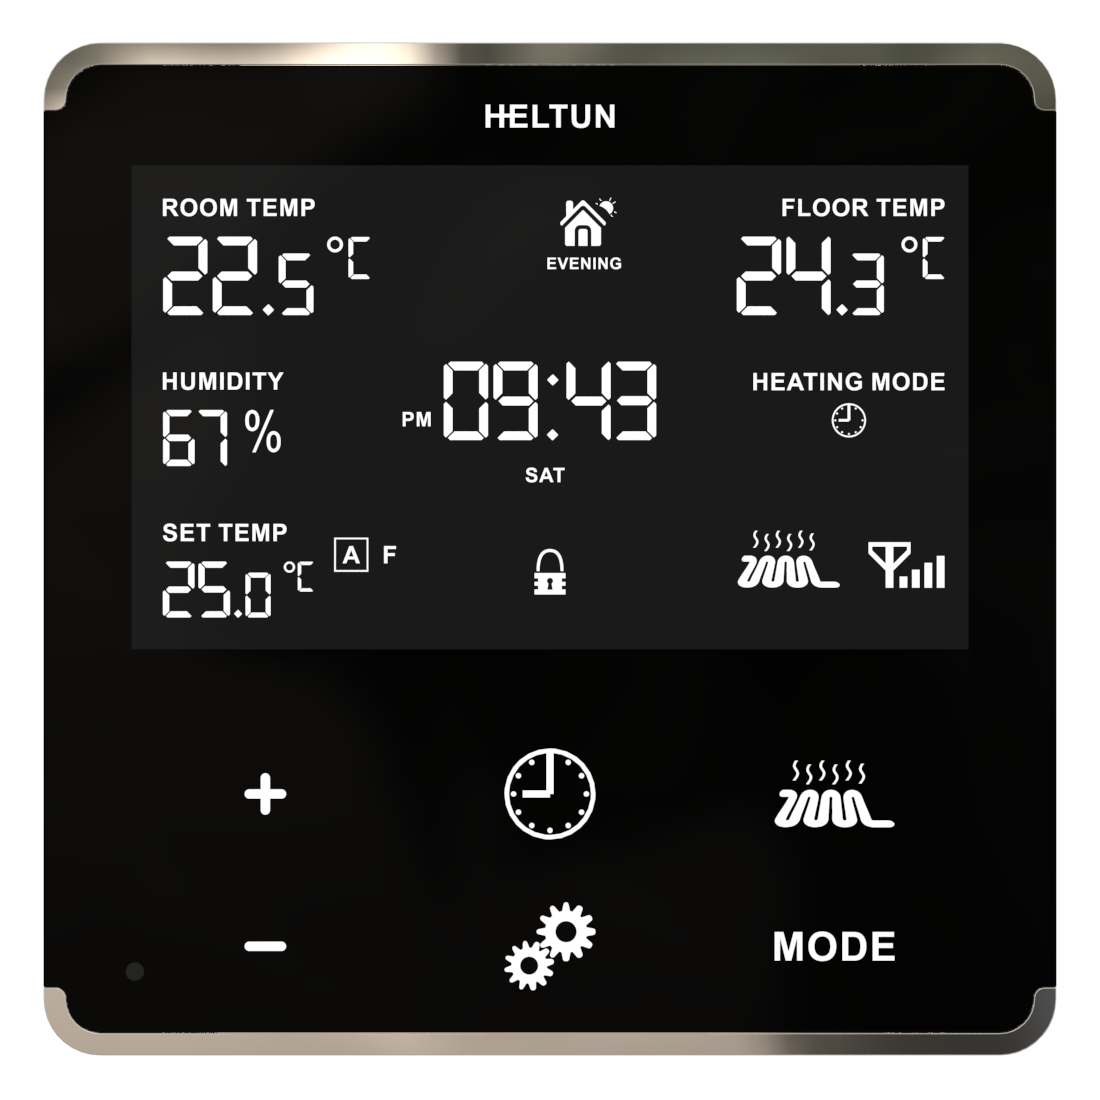 HELTUN
ROOM TEMP
22.5 °C
EVENING
FLOOR TEMP
24.3 °C
HUMIDITY
67 %
PM 09:43
SAT
HEATING MODE
SET TEMP
25.0 °C A F
+
−
MODE